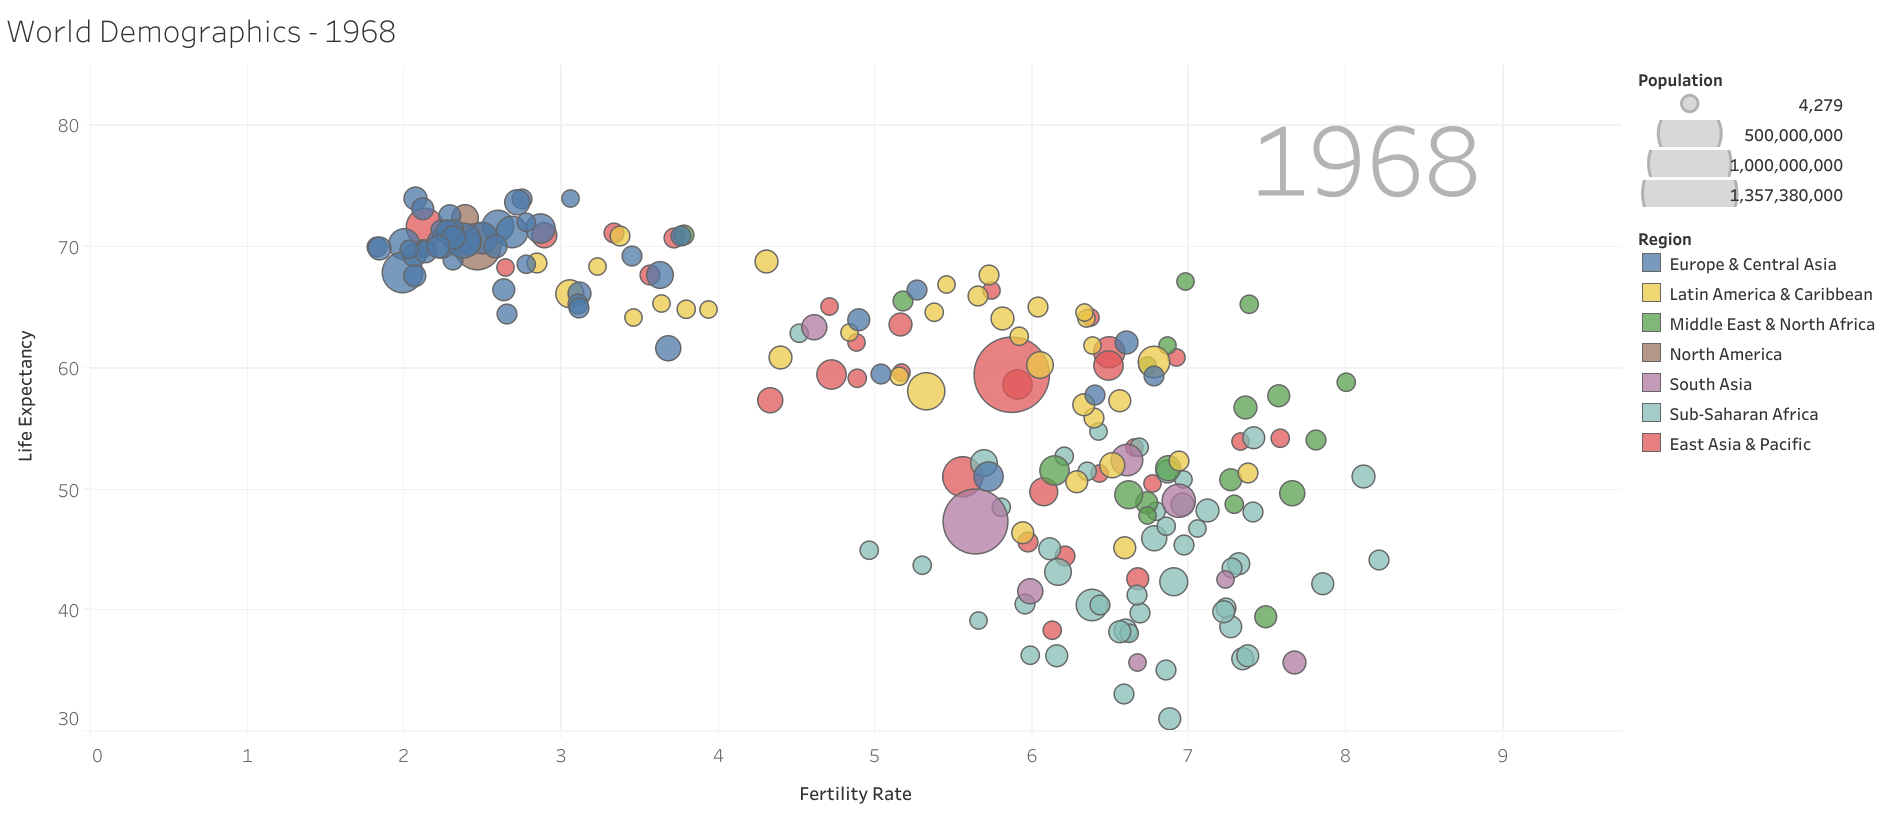 World Demographics - 1968
Population
4,279
500,000,000
1,000,000,000
1,357,380,000
Region
Europe & Central Asia
Latin America & Caribbean
Middle East & North Africa
North America
South Asia
Sub-Saharan Africa
East Asia & Pacific
1968
Life Expectancy
80
70
60
50
40
30
0 1 2 3 4 5 6 7 8 9
Fertility Rate